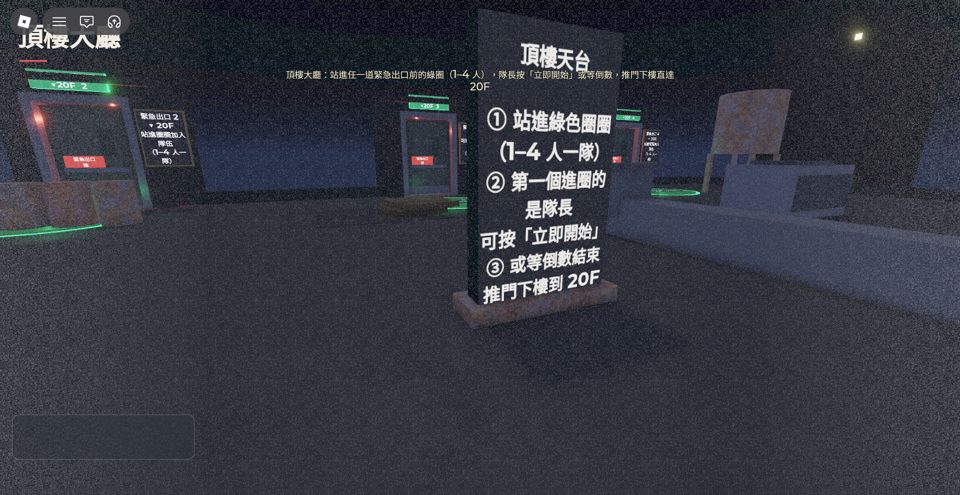 頂樓大廳
頂樓大廳：站進任一道緊急出口前的綠圈（1–4 人），隊長按「立即開始」或等倒數，推門下樓直達
20F
頂樓天台
① 站進綠色圈圈
（1–4 人一隊）
② 第一個進圈的
是隊長
可按「立即開始」
③ 或等倒數結束
推門下樓到 20F
緊急出口 2
▼ 20F
站進圈圈加入
隊伍
（1–4 人一
隊）
緊急出口